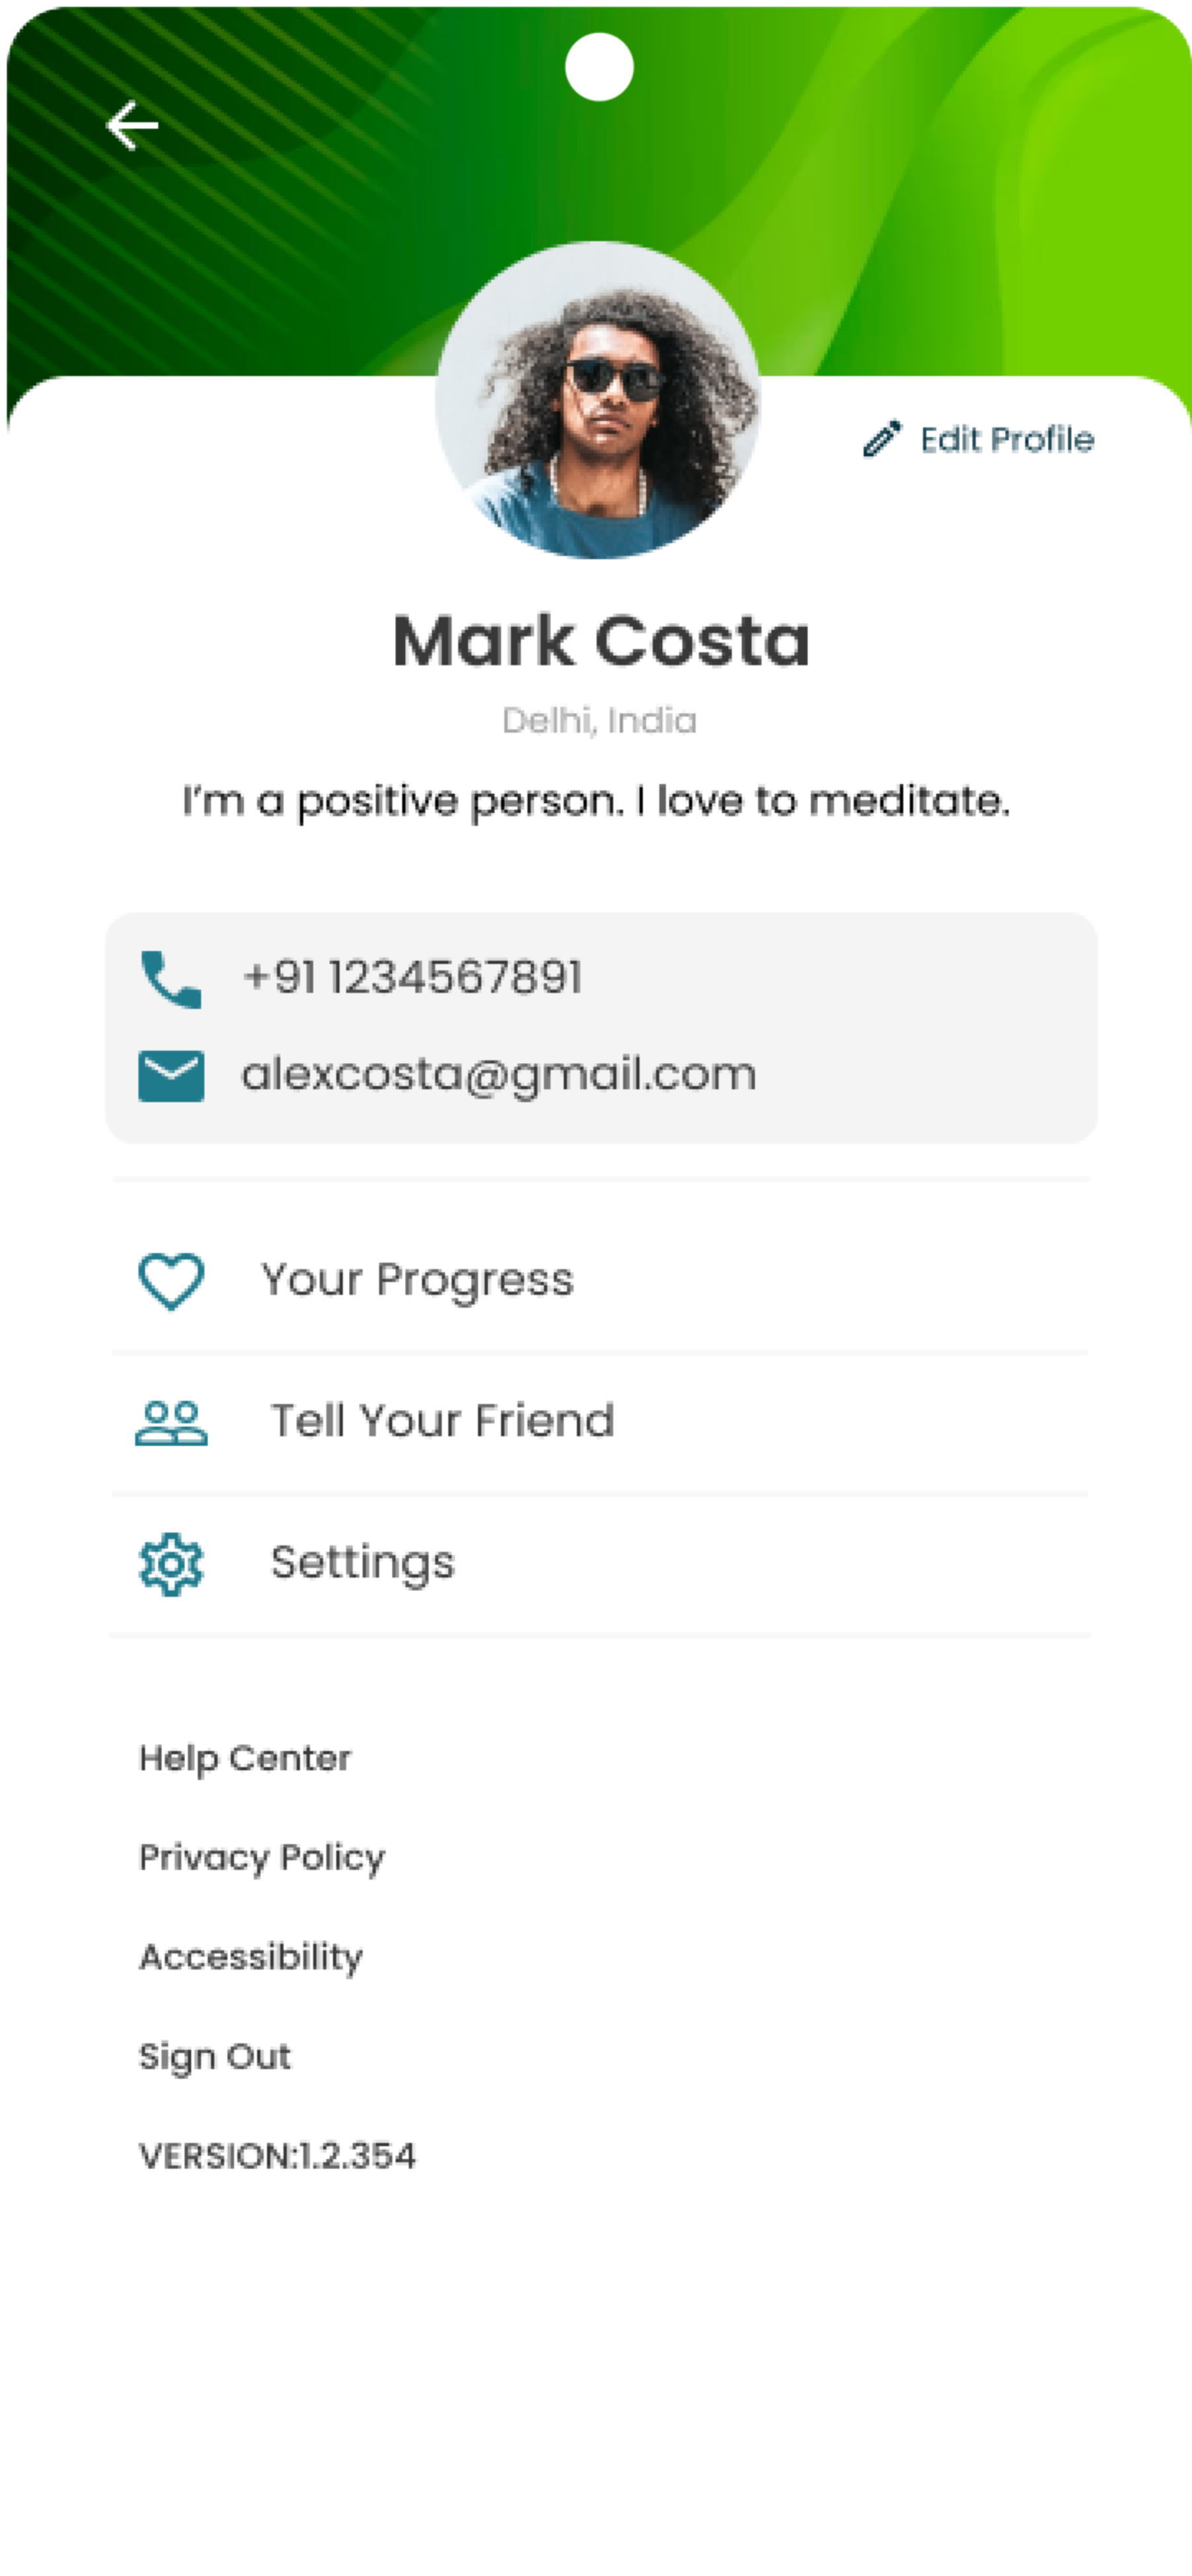 Edit Profile
Mark Costa
Delhi, India
I'm a positive person. I love to meditate.
+91 1234567891
alexcosta@gmail.com
Your Progress
Tell Your Friend
Settings
Help Center
Privacy Policy
Accessibility
Sign Out
VERSION:1.2.354